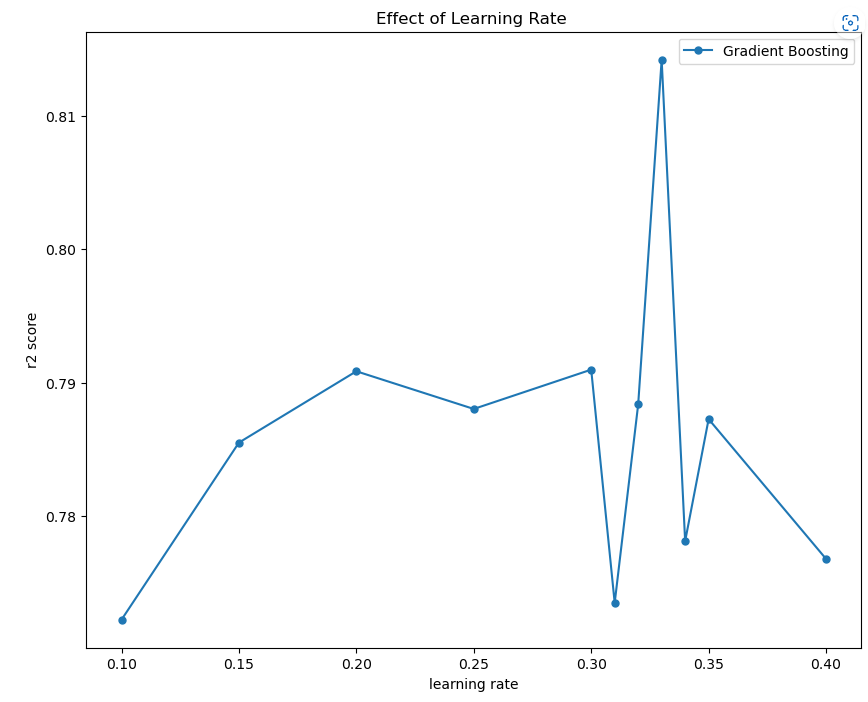 Effect of Learning Rate
Gradient Boosting
0.81
0.80
0.79
0.78
r2 score
0.10 0.15 0.20 0.25 0.30 0.35 0.40
learning rate